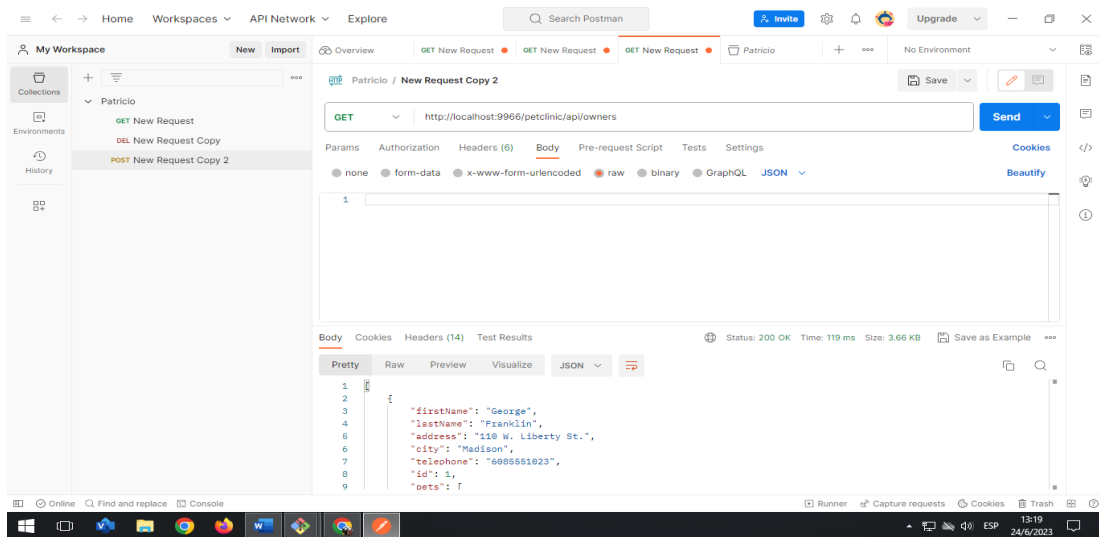 Home Workspaces API Network Explore Search Postman Invite Upgrade
My Workspace New Import Overview GET New Request GET New Request GET New Request Patricio No Environment
Collections
Environments
History
Patricio
GET New Request
DEL New Request Copy
POST New Request Copy 2
HTTP Patricio / New Request Copy 2 Save
GET http://localhost:9966/petclinic/api/owners Send
Params Authorization Headers (6) Body Pre-request Script Tests Settings Cookies
none form-data x-www-form-urlencoded raw binary GraphQL JSON Beautify
1
Body Cookies Headers (14) Test Results Status: 200 OK Time: 119 ms Size: 3.66 KB Save as Example
Pretty Raw Preview Visualize JSON
1 [
2 {
3 "firstName": "George",
4 "lastName": "Franklin",
5 "address": "110 W. Liberty St.",
6 "city": "Madison",
7 "telephone": "6085551023",
8 "id": 1,
9 "pets": [
Online Find and replace Console Runner Capture requests Cookies Trash
ESP 13:19
24/6/2023